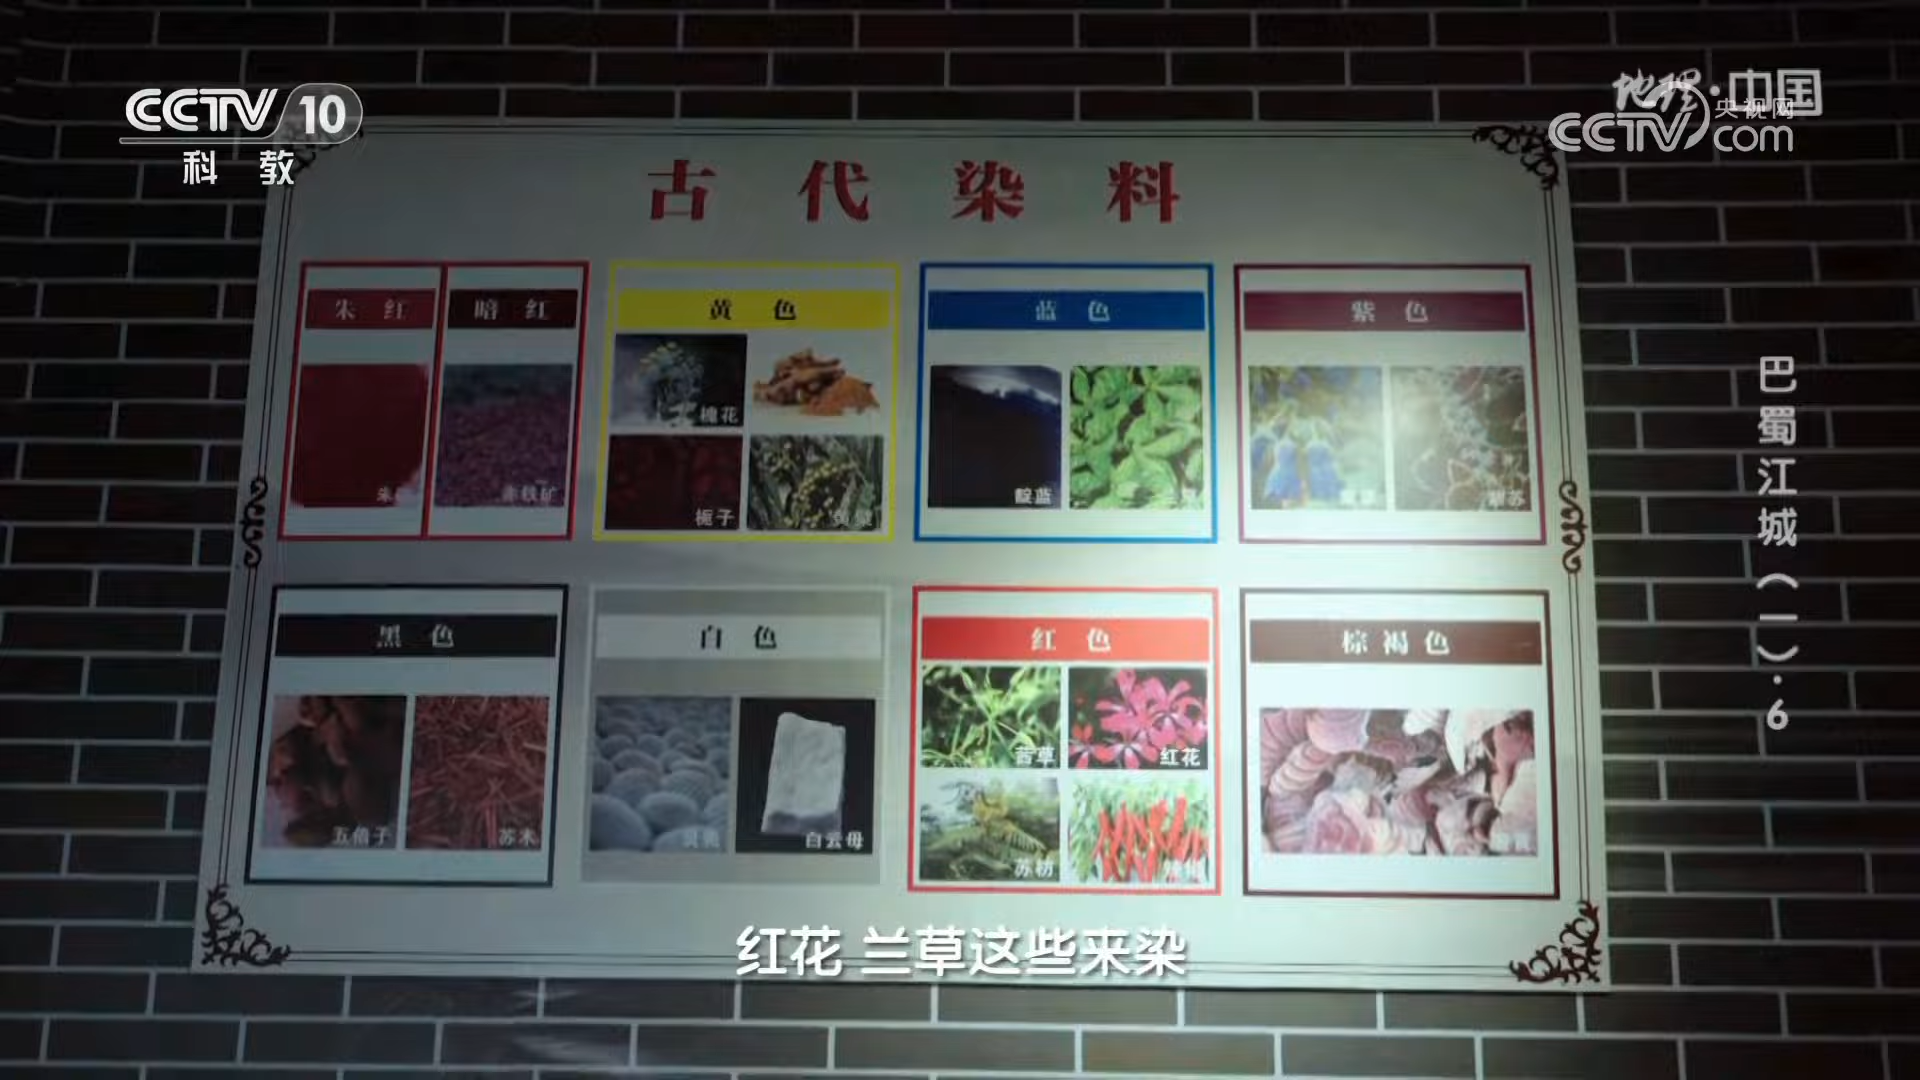 CCTV 10
科教
地理·中国
央视网
CCTV.com
古代染料
朱红
暗红
黄色
蓝色
紫色
赤铁矿
槐花
栀子
靛蓝
黑色
白色
红色
棕褐色
五倍子
苏木
白云母
茜草
红花
苏枋
巴蜀江城（一）·6
红花 兰草这些来染